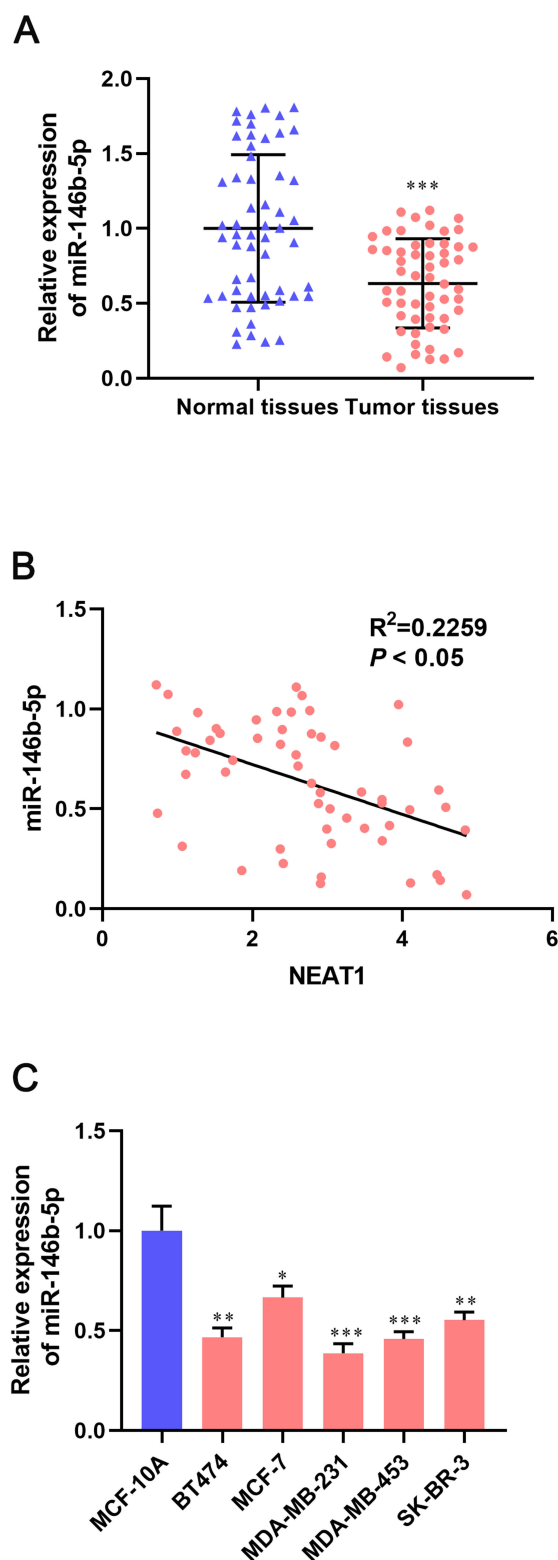 A
Relative expression
of miR-146b-5p
2.0
1.5
1.0
0.5
0.0
***
Normal tissues Tumor tissues
B
miR-146b-5p
1.5
1.0
0.5
0.0
R²=0.2259
P < 0.05
0 2 4 6
NEAT1
C
Relative expression
of miR-146b-5p
1.5
1.0
0.5
0.0
** * *** *** **
MCF-10A
BT474
MCF-7
MDA-MB-231
MDA-MB-453
SK-BR-3